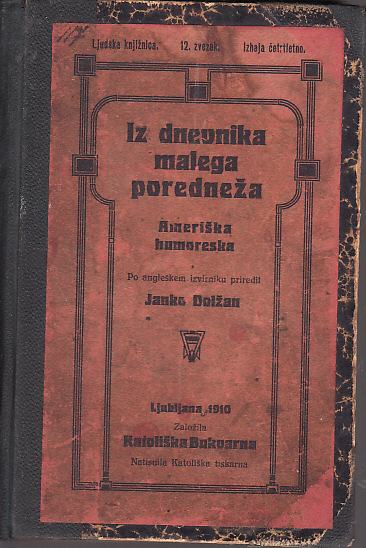 117.
Ljudska knjižnica. 12. zvezek. Izhaja četrtletno.
Iz dnevnika
malega
poredneža
Ameriška
humoreska
Po angleškem izvirniku priredil
Janko Dolžan
Ljubljana, 1910
Založila
Katoliška Bukvarna
Natisnila Katoliška tiskarna